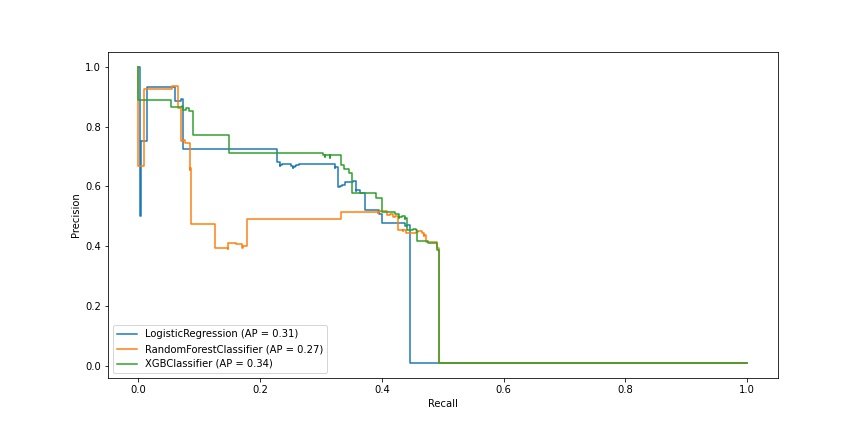 1.0
0.8
0.6
0.4
0.2
0.0
Precision
LogisticRegression (AP = 0.31)
RandomForestClassifier (AP = 0.27)
XGBClassifier (AP = 0.34)
0.0 0.2 0.4 0.6 0.8 1.0
Recall